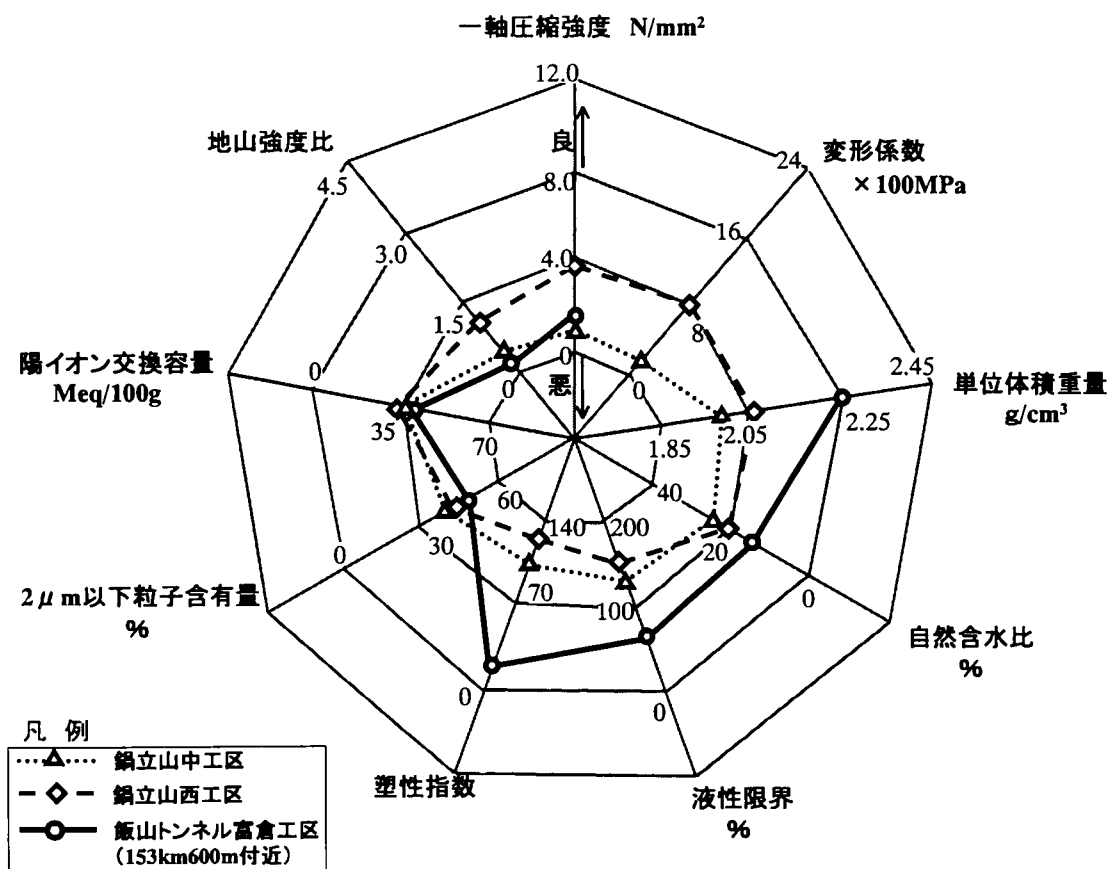 一軸圧縮強度 N/mm²
12.0
良
8.0
4.0
0
悪
変形係数
×100MPa
24
16
8
0
単位体積重量
g/cm³
2.45
2.25
2.05
1.85
自然含水比
%
0
20
40
液性限界
%
0
100
200
塑性指数
0
70
140
2μm以下粒子含有量
%
0
30
60
陽イオン交換容量
Meq/100g
0
35
70
地山強度比
4.5
3.0
1.5
0
凡例
鍋立山中工区
鍋立山西工区
飯山トンネル富倉工区
(153km600m付近)